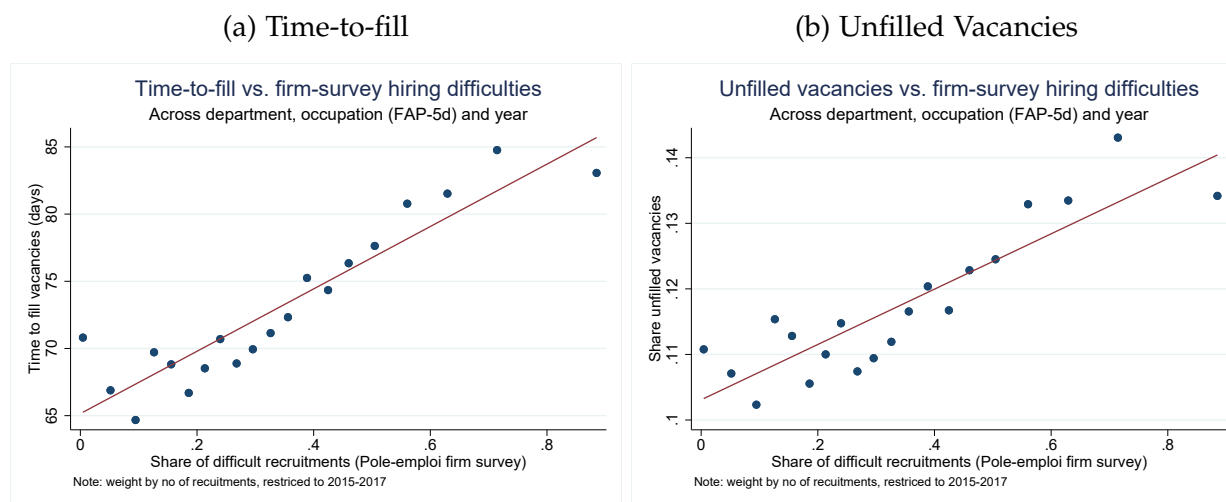 (a) Time-to-fill
Time-to-fill vs. firm-survey hiring difficulties
Across department, occupation (FAP-5d) and year
Time to fill vacancies (days)
85
80
75
70
65
0 .2 .4 .6 .8
Share of difficult recruitments (Pole-emploi firm survey)
Note: weight by no of recuitments, restriced to 2015-2017
(b) Unfilled Vacancies
Unfilled vacancies vs. firm-survey hiring difficulties
Across department, occupation (FAP-5d) and year
Share unfilled vacancies
.14
.13
.12
.11
.1
0 .2 .4 .6 .8
Share of difficult recruitments (Pole-emploi firm survey)
Note: weight by no of recuitments, restriced to 2015-2017